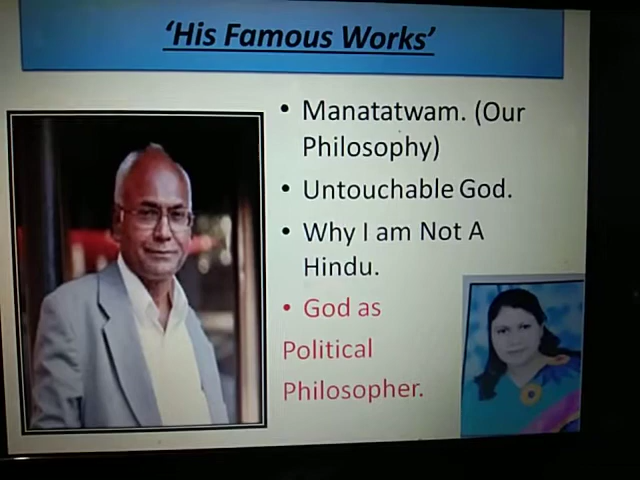 ‘His Famous Works’
• Manatatwam. (Our
Philosophy)
• Untouchable God.
• Why I am Not A
Hindu.
• God as
Political
Philosopher.